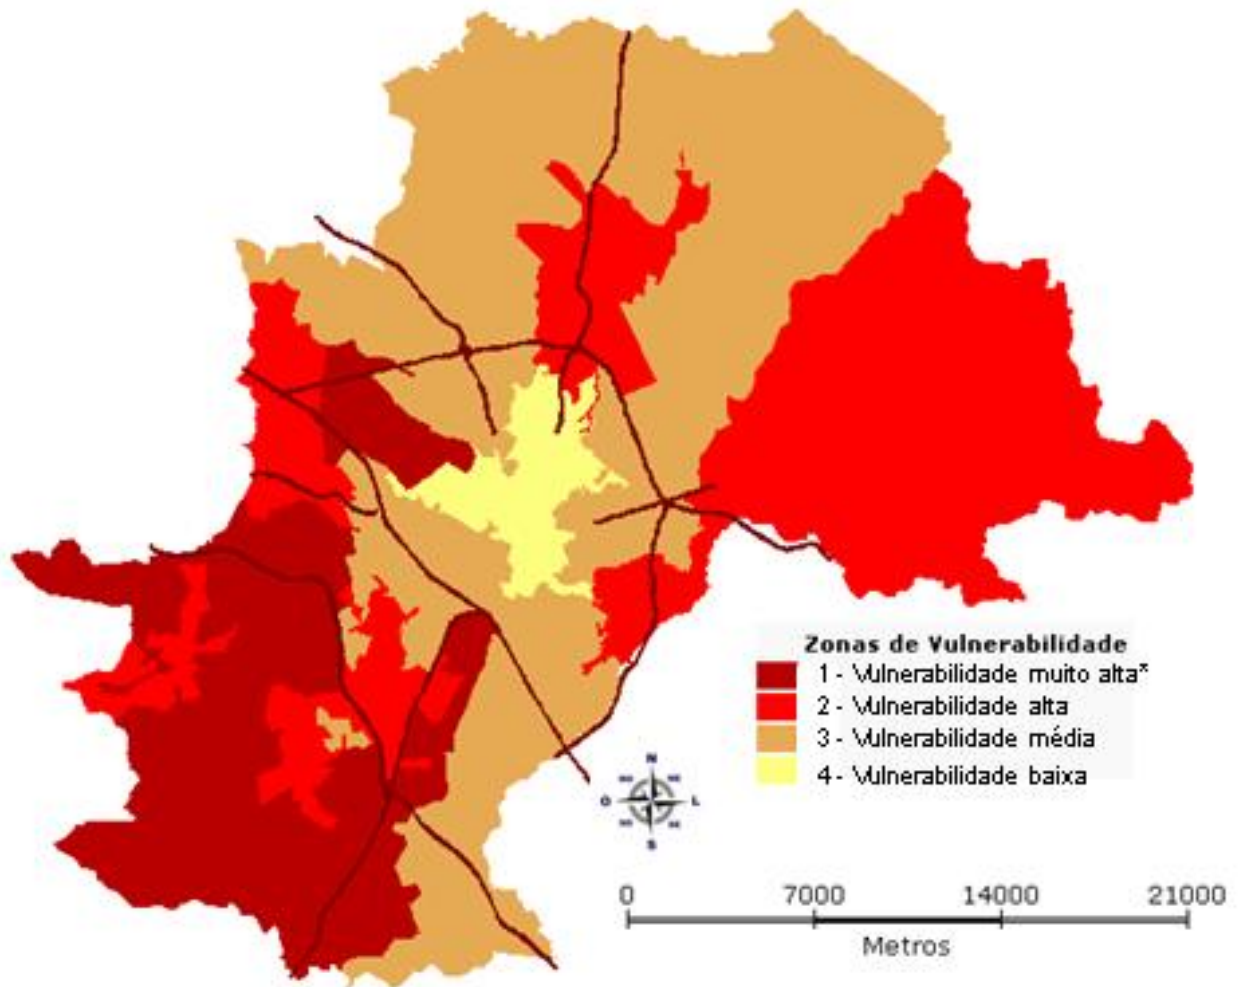 Zonas de Vulnerabilidade
1 - Vulnerabilidade muito alta*
2 - Vulnerabilidade alta
3 - Vulnerabilidade média
4 - Vulnerabilidade baixa
N
O L
S
0 7000 14000 21000
Metros